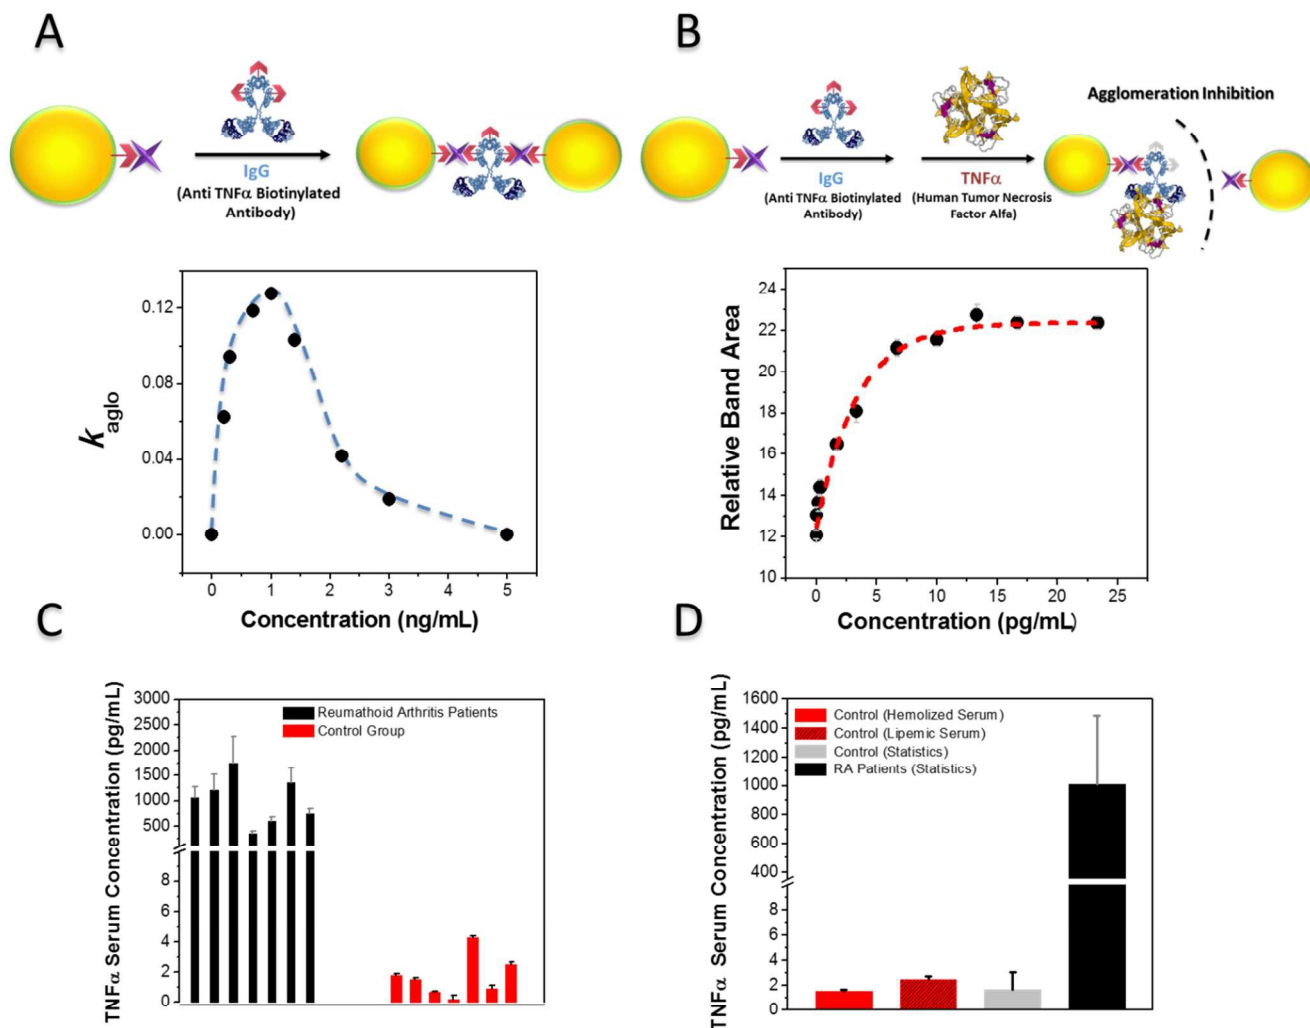 A
IgG
(Anti TNFα Biotinylated
Antibody)
B
IgG
(Anti TNFα Biotinylated
Antibody)
TNFα
(Human Tumor Necrosis
Factor Alfa)
Agglomeration Inhibition
k aglo
0.12
0.08
0.04
0.00
0 1 2 3 4 5
Concentration (ng/mL)
Relative Band Area
24
22
20
18
16
14
12
10
0 5 10 15 20 25
Concentration (pg/mL)
C
TNFα Serum Concentration (pg/mL)
3000
2500
2000
1500
1000
500
8
6
4
2
0
Reumathoid Arthritis Patients
Control Group
D
TNFα Serum Concentration (pg/mL)
1600
1400
1200
1000
800
600
400
8
6
4
2
0
Control (Hemolized Serum)
Control (Lipemic Serum)
Control (Statistics)
RA Patients (Statistics)